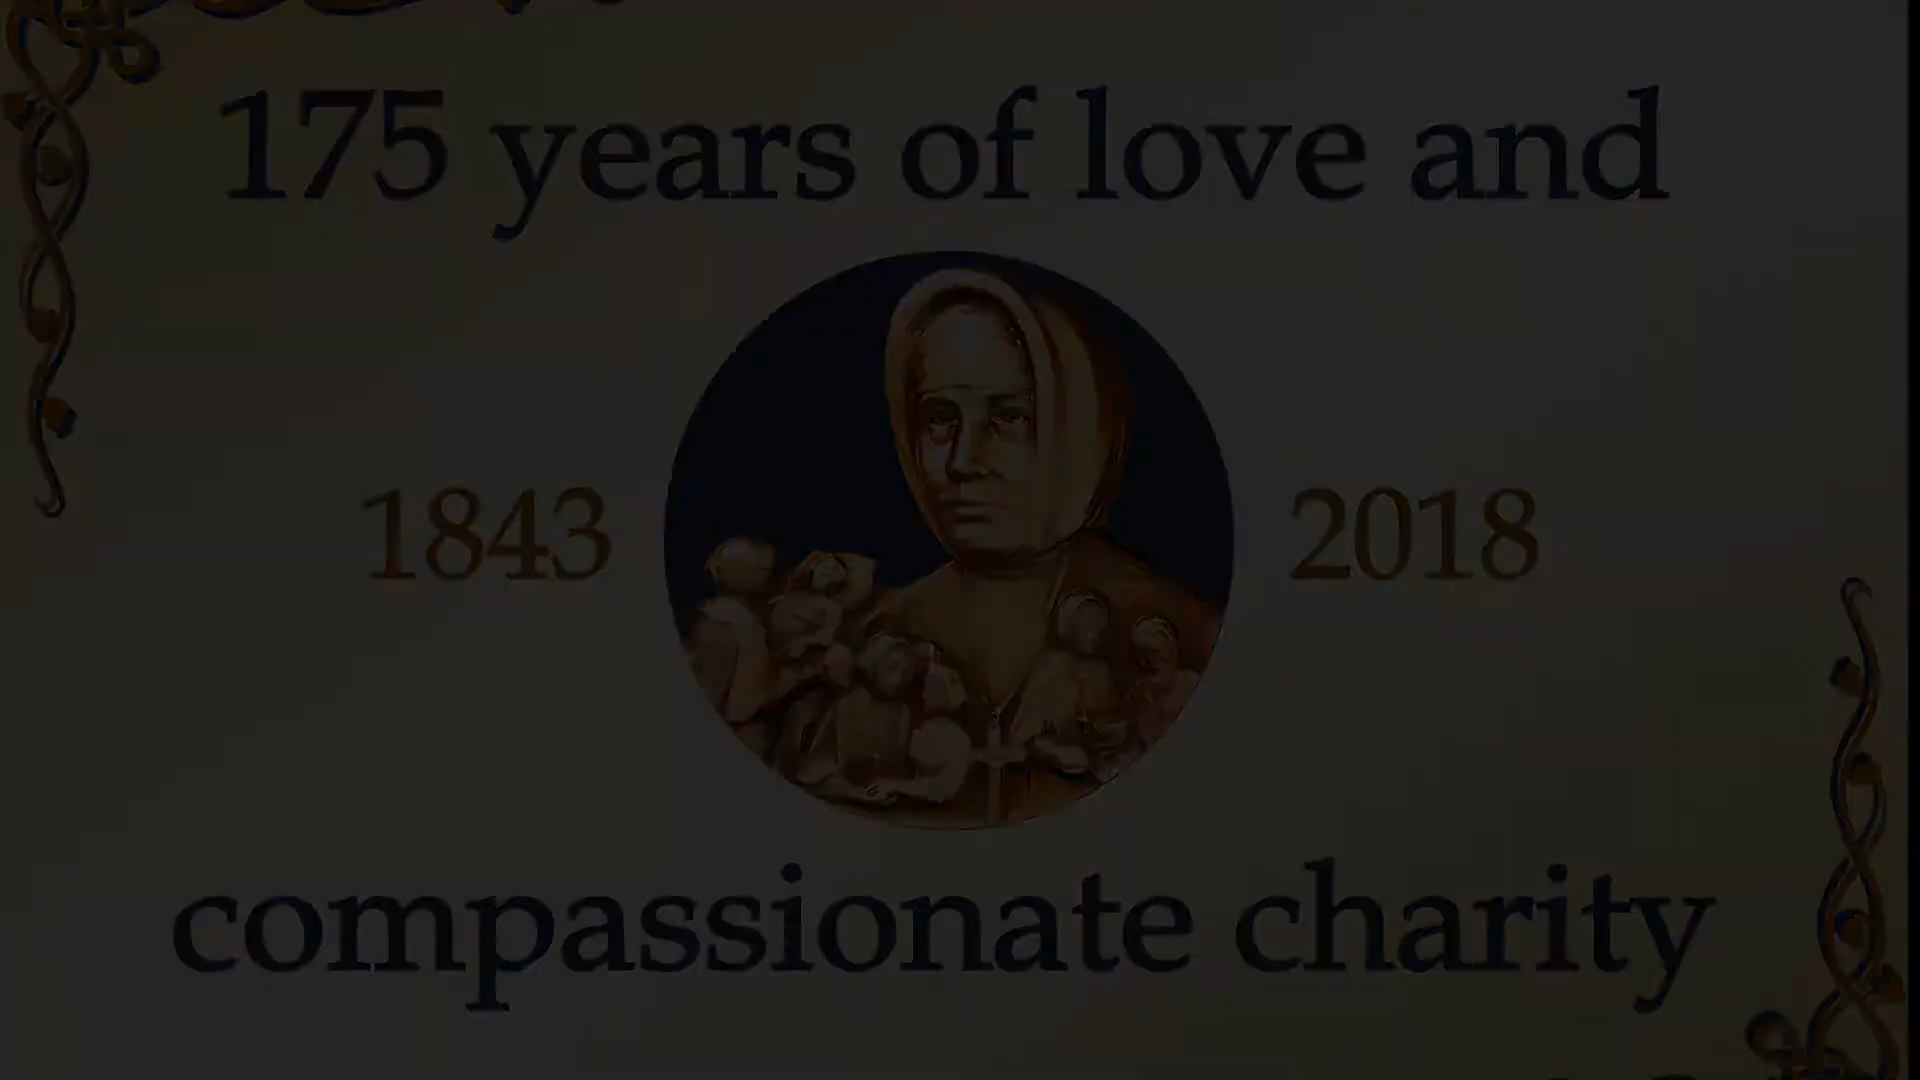 175 years of love and
1843
2018
compassionate charity